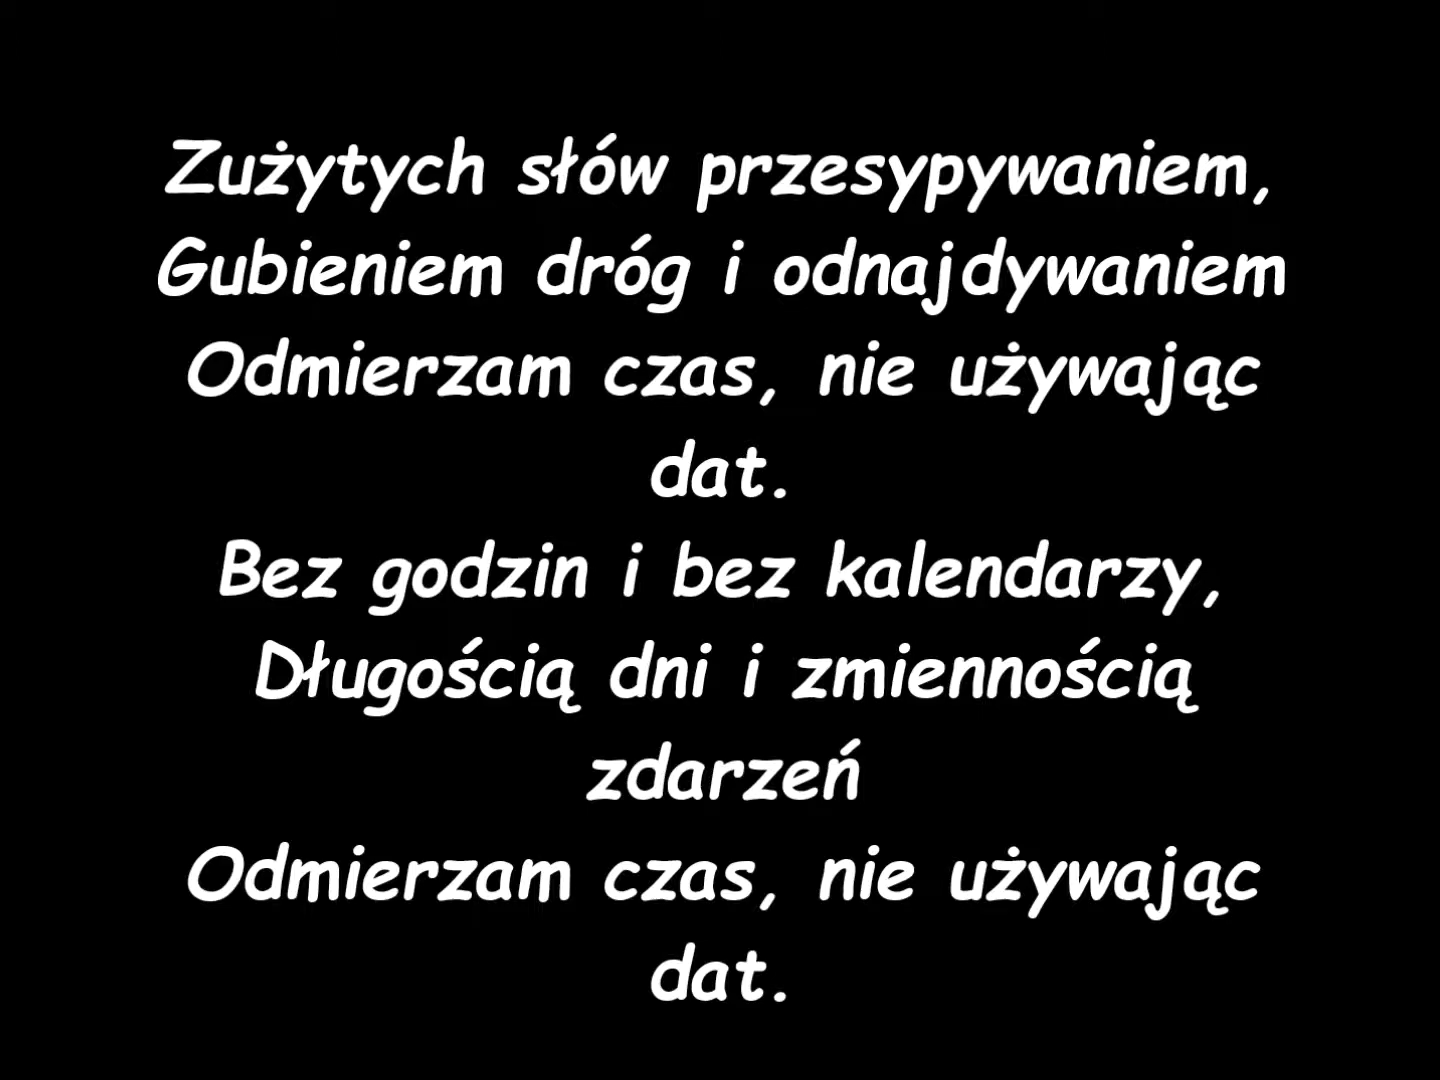 Zużytych słów przesypywaniem,
Gubieniem dróg i odnajdywaniem
Odmierzam czas, nie używając
dat.
Bez godzin i bez kalendarzy,
Długością dni i zmiennością
zdarzeń
Odmierzam czas, nie używając
dat.